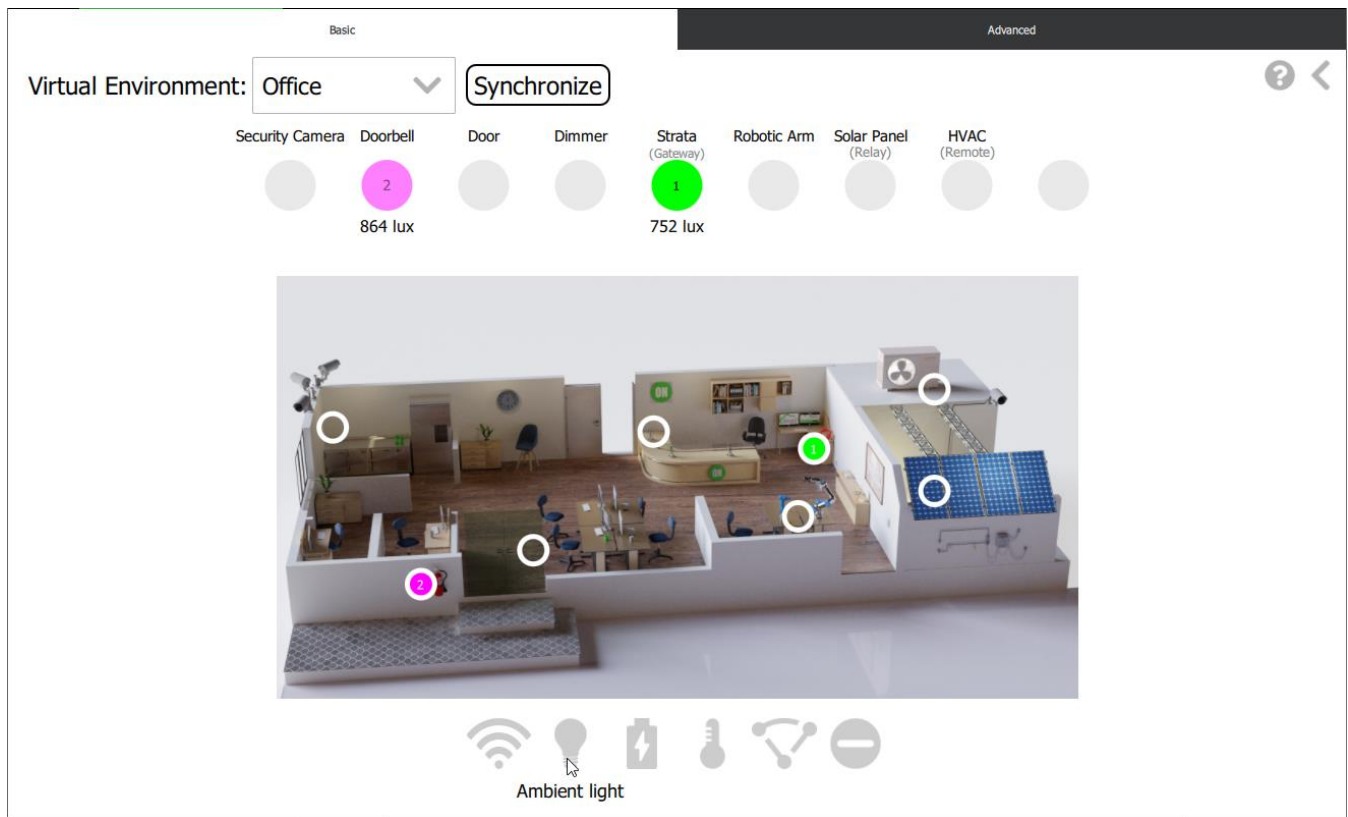 Basic
Advanced
Virtual Environment: Office
Synchronize
Security Camera
Doorbell
Door
Dimmer
Strata
(Gateway)
Robotic Arm
Solar Panel
(Relay)
HVAC
(Remote)
2
1
864 lux
752 lux
ON
1
ON
2
Ambient light